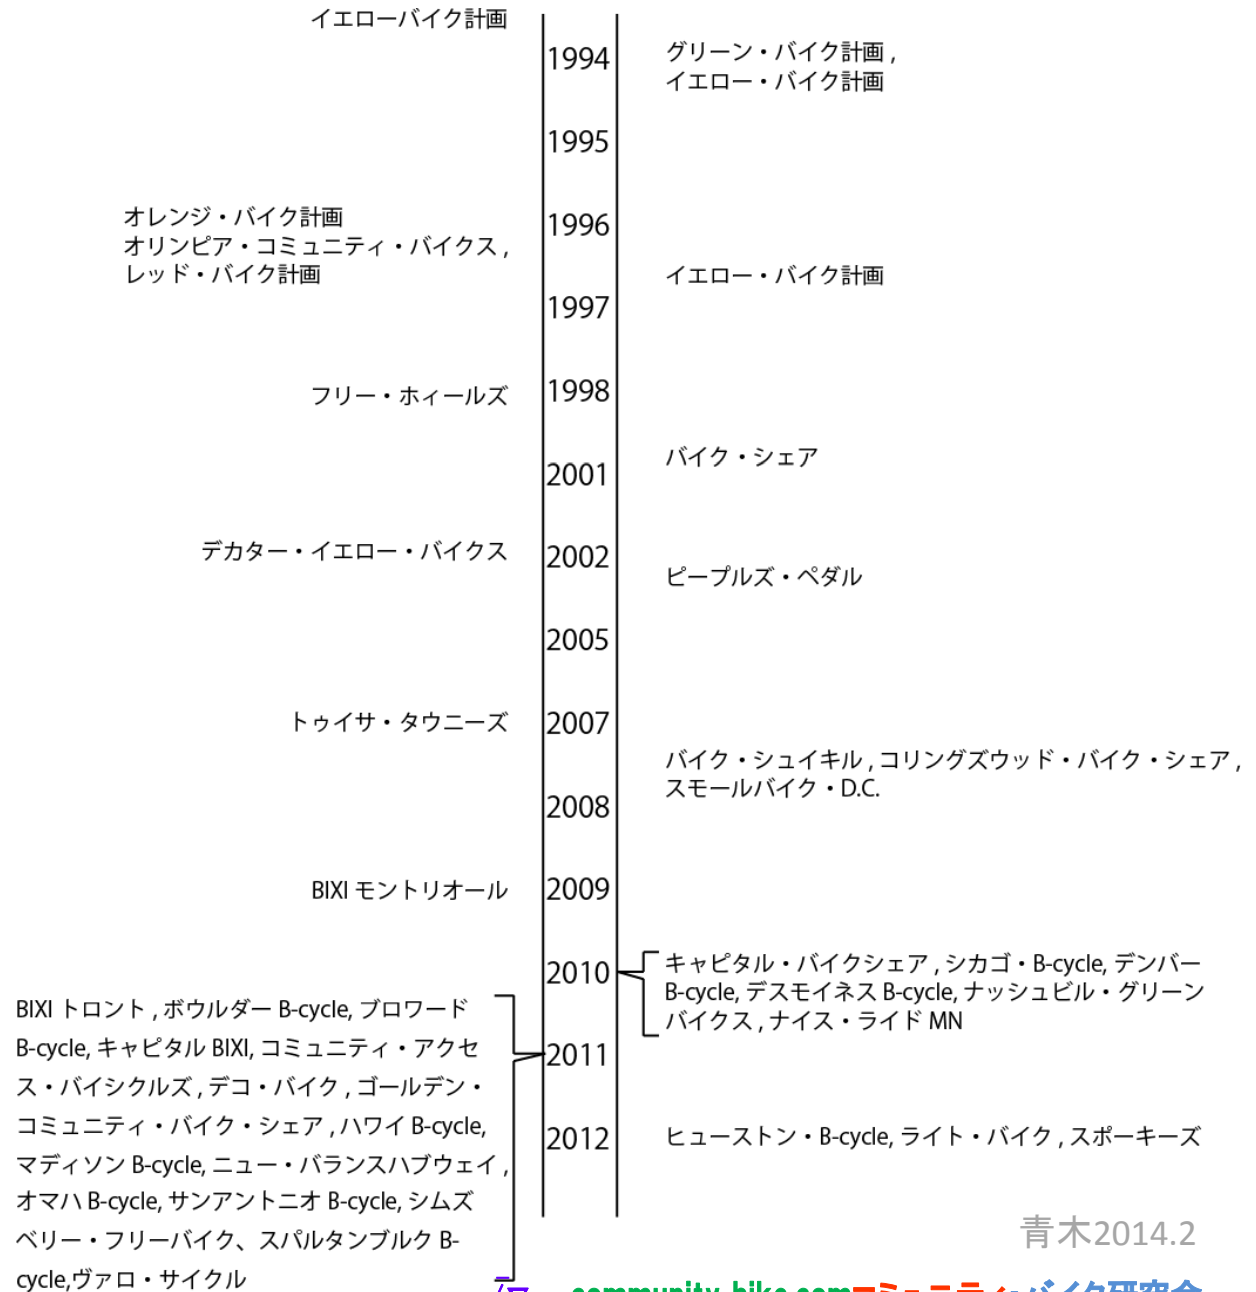 イエローバイク計画
1994
グリーン・バイク計画 ,
イエロー・バイク計画
1995
オレンジ・バイク計画
オリンピア・コミュニティ・バイクス ,
レッド・バイク計画
1996
イエロー・バイク計画
1997
フリー・ホィールズ
1998
バイク・シェア
2001
デカター・イエロー・バイクス
2002
ピープルズ・ペダル
2005
トゥイサ・タウニーズ
2007
バイク・シュイキル , コリングズウッド・バイク・シェア ,
スモールバイク・D.C.
2008
BIXI モントリオール
2009
2010
キャピタル・バイクシェア , シカゴ・B-cycle, デンバー
B-cycle, デスモイネス B-cycle, ナッシュビル・グリーン
バイクス , ナイス・ライド MN
BIXI トロント , ボウルダー B-cycle, ブロワード
B-cycle, キャピタル BIXI, コミュニティ・アクセ
ス・バイシクルズ , デコ・バイク , ゴールデン・
コミュニティ・バイク・シェア , ハワイ B-cycle,
マディソン B-cycle, ニュー・バランスハブウェイ ,
オマハ B-cycle, サンアントニオ B-cycle, シムズ
ベリー・フリーバイク、スパルタンブルク B-
cycle,ヴァロ・サイクル
2011
2012
ヒューストン・B-cycle, ライト・バイク , スポーキーズ
青木2014.2
community-bike.comコミュニティ・バイク研究会